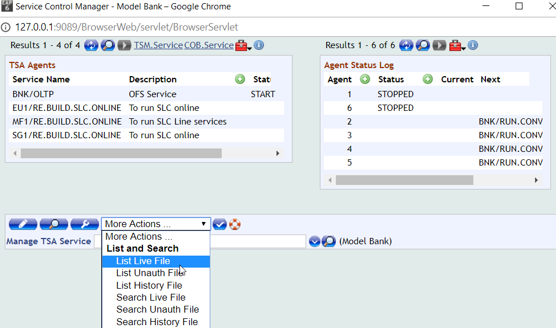 Service Control Manager - Model Bank – Google Chrome
127.0.0.1:9089/BrowserWeb/servlet/BrowserServlet
Results 1 - 4 of 4 TSM.Service COB.Service
TSA Agents
Service Name Description Stat
BNK/OLTP OFS Service START
EU1/RE.BUILD.SLC.ONLINE To run SLC online
MF1/RE.BUILD.SLC.ONLINE To run SLC Line services
SG1/RE.BUILD.SLC.ONLINE To run SLC online
Results 1 - 6 of 6
Agent Status Log
Agent Status Current Next
1 STOPPED
6 STOPPED
2 BNK/RUN.CONV
3 BNK/RUN.CONV
4 BNK/RUN.CONV
5 BNK/RUN.CONV
More Actions ...
Manage TSA Service (Model Bank)
More Actions ...
List and Search
List Live File
List Unauth File
List History File
Search Live File
Search Unauth File
Search History File